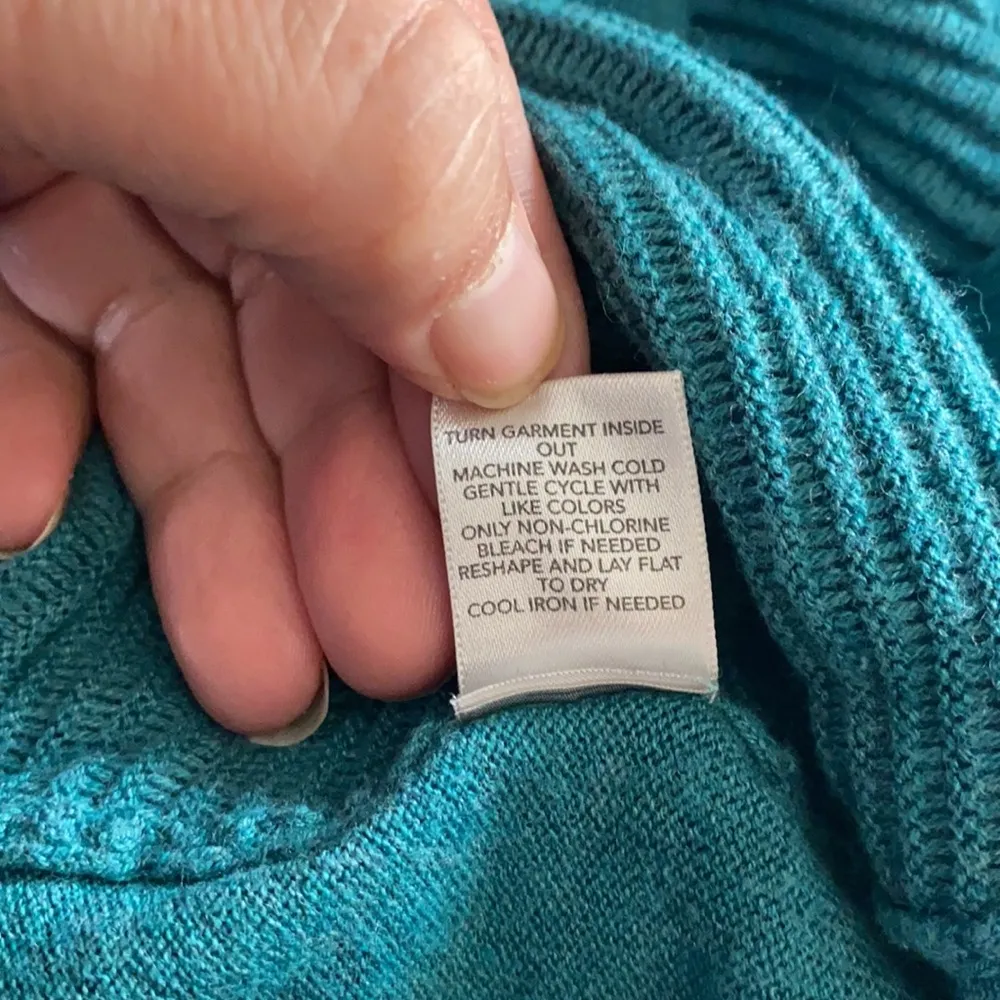 TURN GARMENT INSIDE
OUT
MACHINE WASH COLD
GENTLE CYCLE WITH
LIKE COLORS
ONLY NON-CHLORINE
BLEACH IF NEEDED
RESHAPE AND LAY FLAT
TO DRY
COOL IRON IF NEEDED